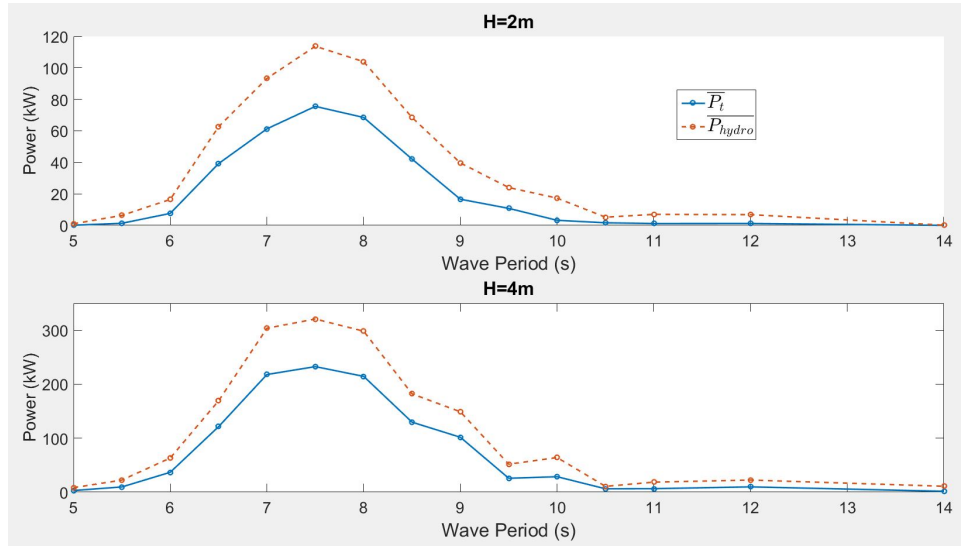 H=2m
Power (kW)
120
100
80
60
40
20
0
P_t
P_hydro
5 6 7 8 9 10 11 12 13 14
Wave Period (s)
H=4m
Power (kW)
300
200
100
0
5 6 7 8 9 10 11 12 13 14
Wave Period (s)